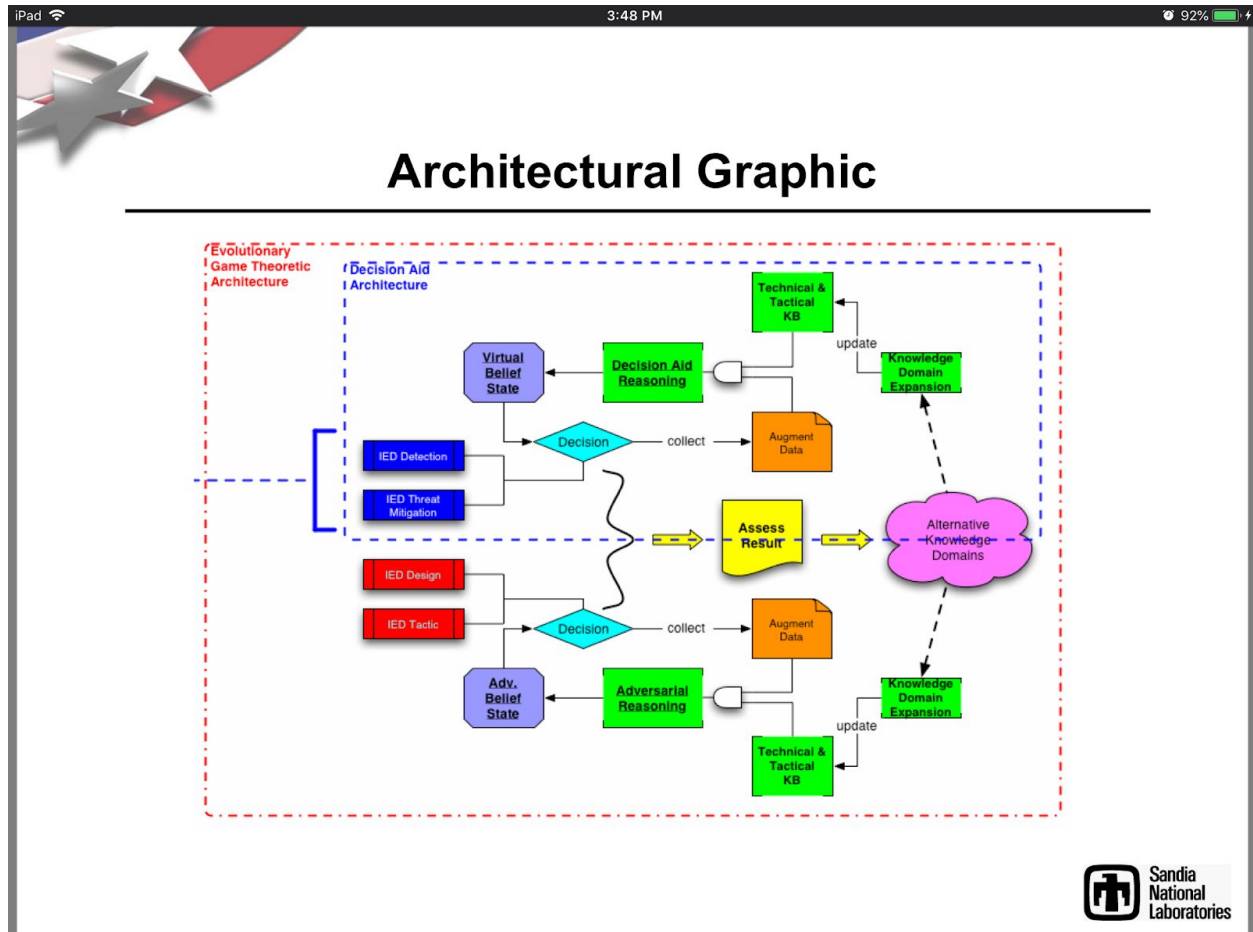 iPad
3:48 PM
92%
Architectural Graphic
Evolutionary
Game Theoretic
Architecture
Decision Aid
Architecture
Technical &
Tactical
KB
update
Knowledge
Domain
Expansion
Virtual
Belief
State
Decision Aid
Reasoning
Decision
collect
Augment
Data
IED Detection
IED Threat
Mitigation
Assess
Result
Alternative
Knowledge
Domains
IED Design
IED Tactic
Decision
collect
Augment
Data
Adv.
Belief
State
Adversarial
Reasoning
Knowledge
Domain
Expansion
update
Technical &
Tactical
KB
Sandia
National
Laboratories